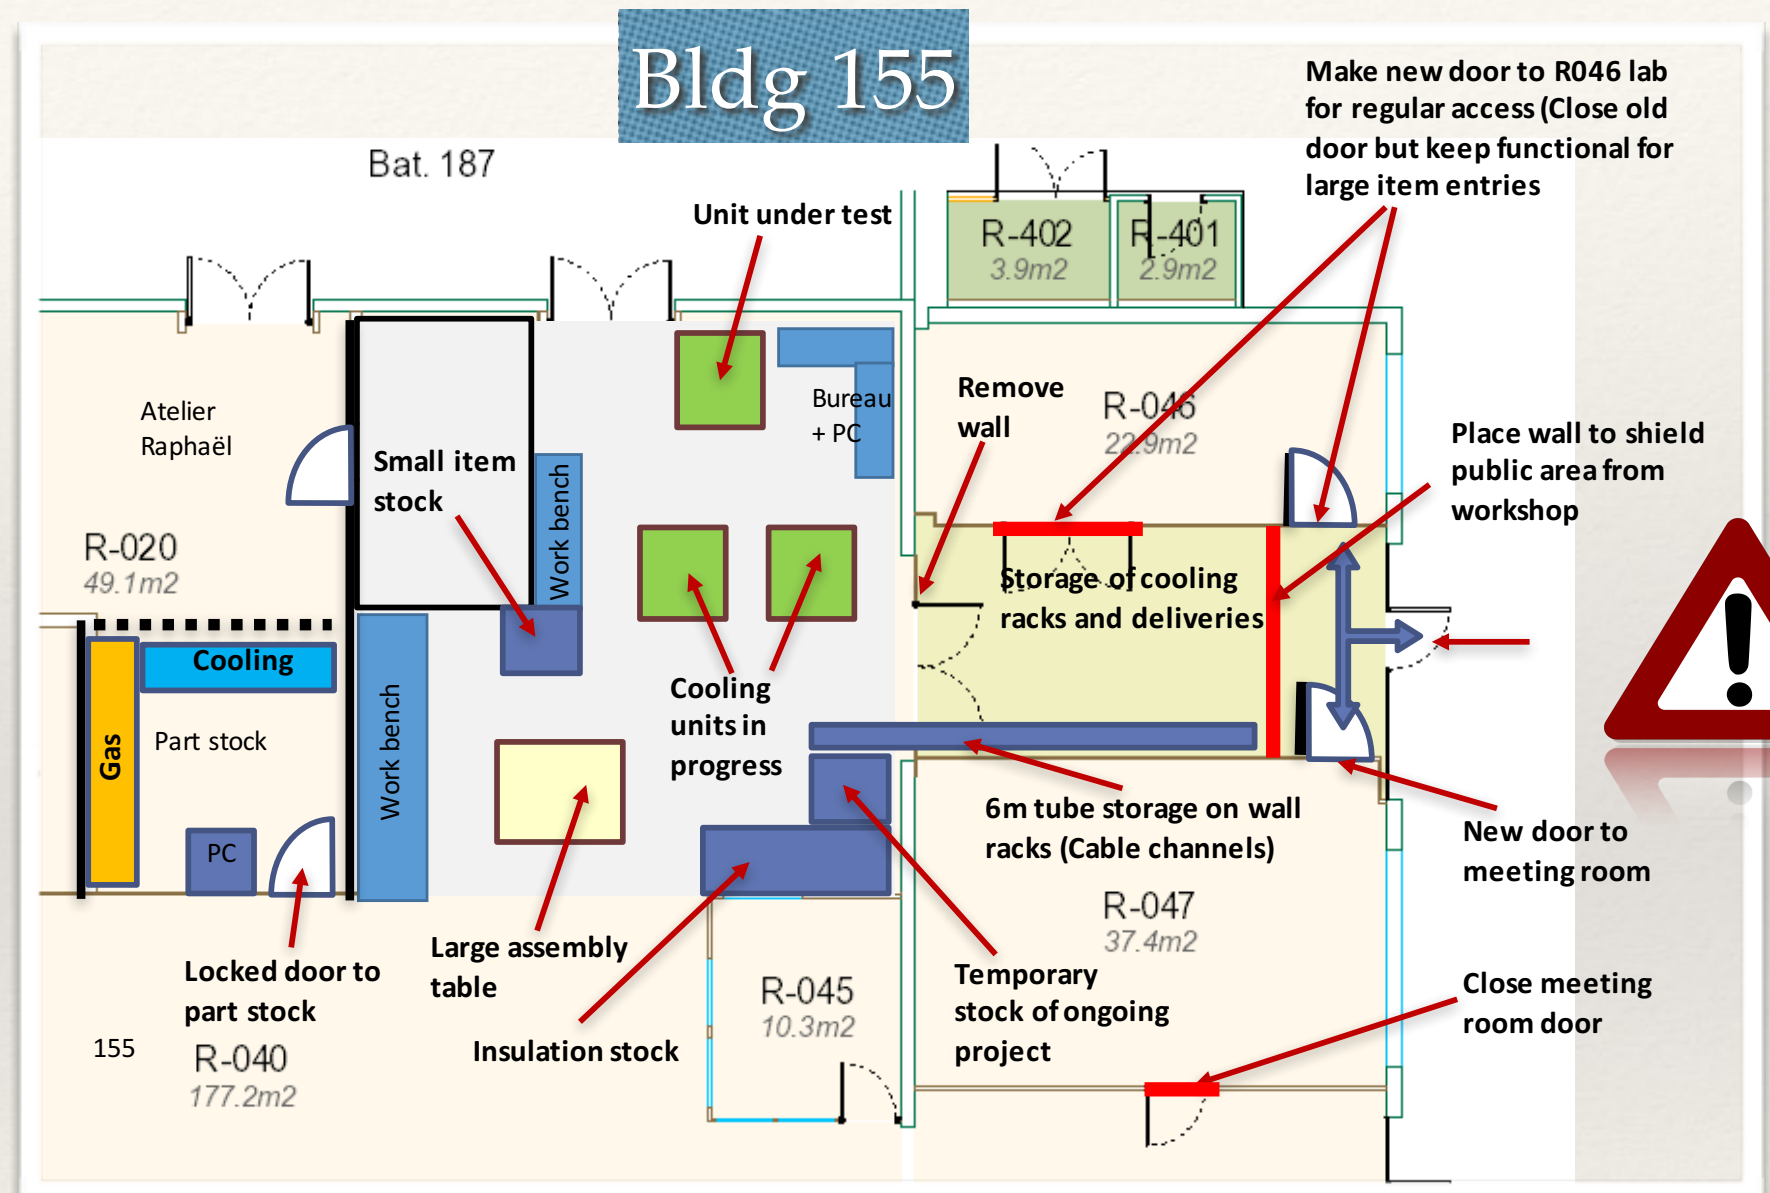 Bldg 155
Make new door to R046 lab
for regular access (Close old
door but keep functional for
large item entries
Bat. 187
Unit under test
R-402
3.9m2
R-401
2.9m2
Atelier
Raphaël
Small item
stock
Work bench
Bureau
+ PC
Remove
wall
R-046
22.9m2
Place wall to shield
public area from
workshop
R-020
49.1m2
Storage of cooling
racks and deliveries
Cooling
Gas
Part stock
PC
Work bench
Cooling
units in
progress
6m tube storage on wall
racks (Cable channels)
New door to
meeting room
R-047
37.4m2
Locked door to
part stock
Large assembly
table
Insulation stock
R-045
10.3m2
Temporary
stock of ongoing
project
Close meeting
room door
155
R-040
177.2m2